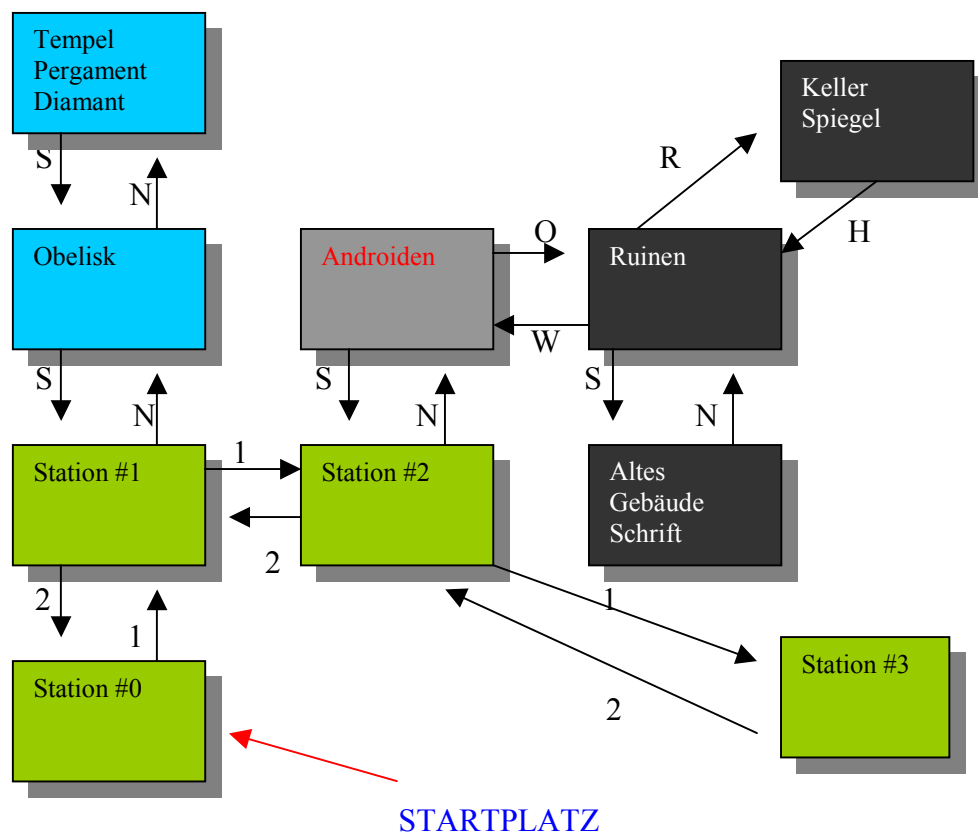 Tempel
Pergament
Diamant
Keller
Spiegel
S
N
R
H
Obelisk
Androiden
O
Ruinen
W
S
N
S
N
S
N
Station #1
1
Station #2
Altes
Gebäude
Schrift
2
2
1
1
Station #0
2
Station #3
STARTPLATZ